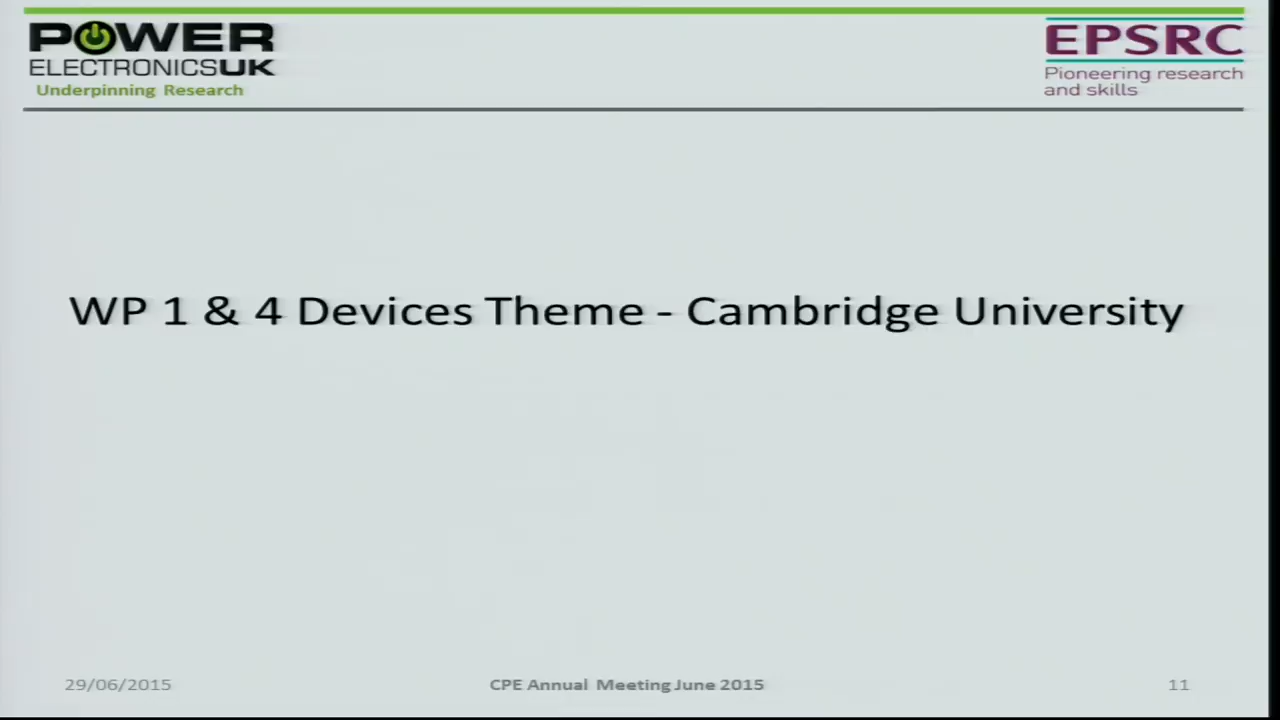 POWER
ELECTRONICSUK
Underpinning Research
EPSRC
Pioneering research
and skills
WP 1 & 4 Devices Theme - Cambridge University
29/06/2015
CPE Annual Meeting June 2015
11